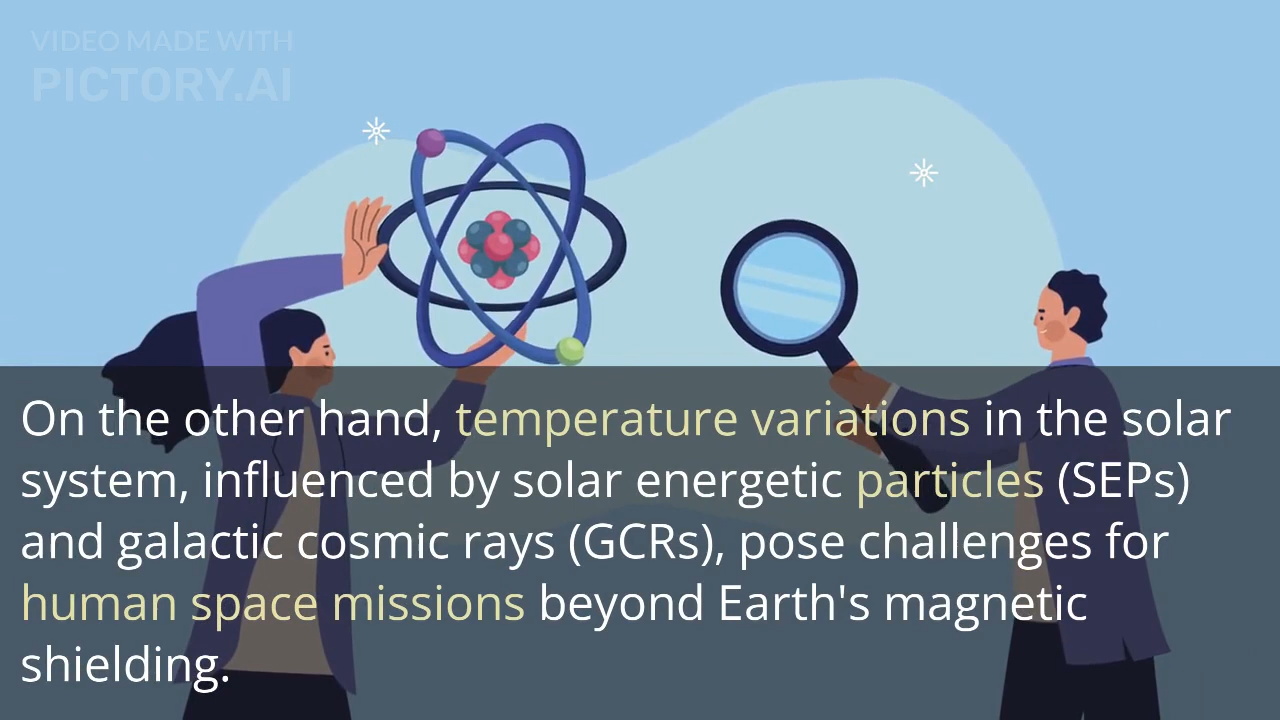 VIDEO MADE WITH
PICTORY.AI
On the other hand, temperature variations in the solar
system, influenced by solar energetic particles (SEPs)
and galactic cosmic rays (GCRs), pose challenges for
human space missions beyond Earth's magnetic
shielding.